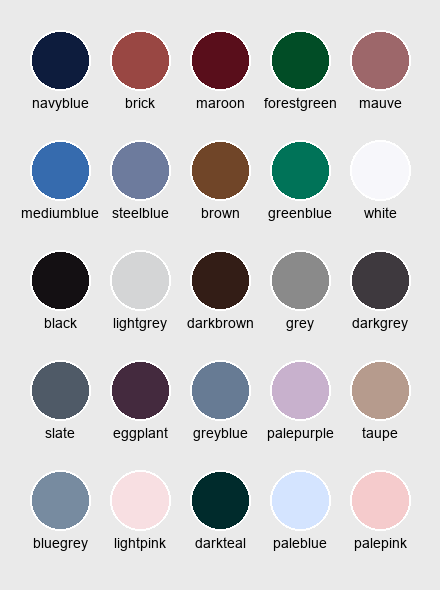 navyblue brick maroon forestgreen mauve
mediumblue steelblue brown greenblue white
black lightgrey darkbrown grey darkgrey
slate eggplant greyblue palepurple taupe
bluegrey lightpink darkteal paleblue palepink